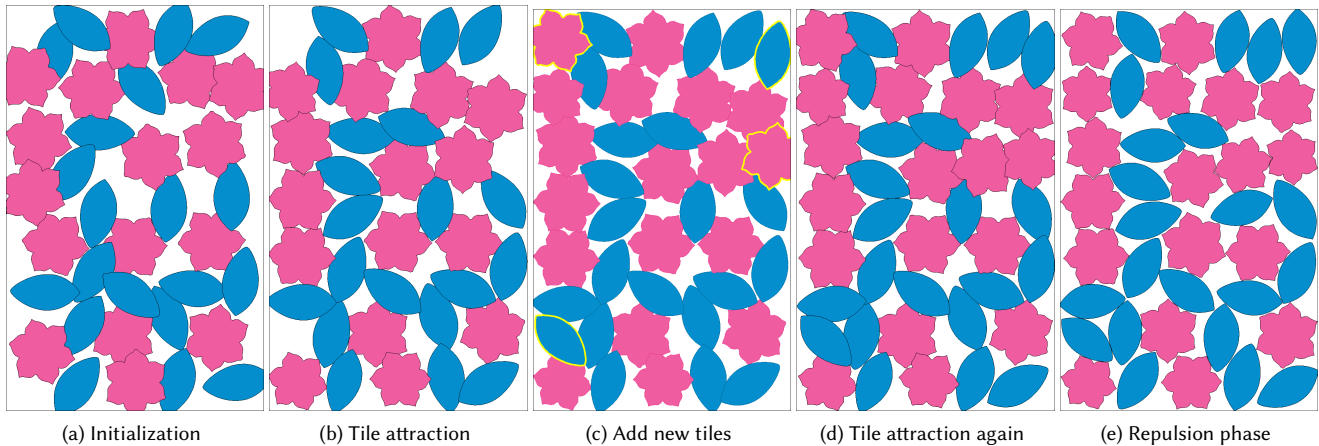 (a) Initialization
(b) Tile attraction
(c) Add new tiles
(d) Tile attraction again
(e) Repulsion phase